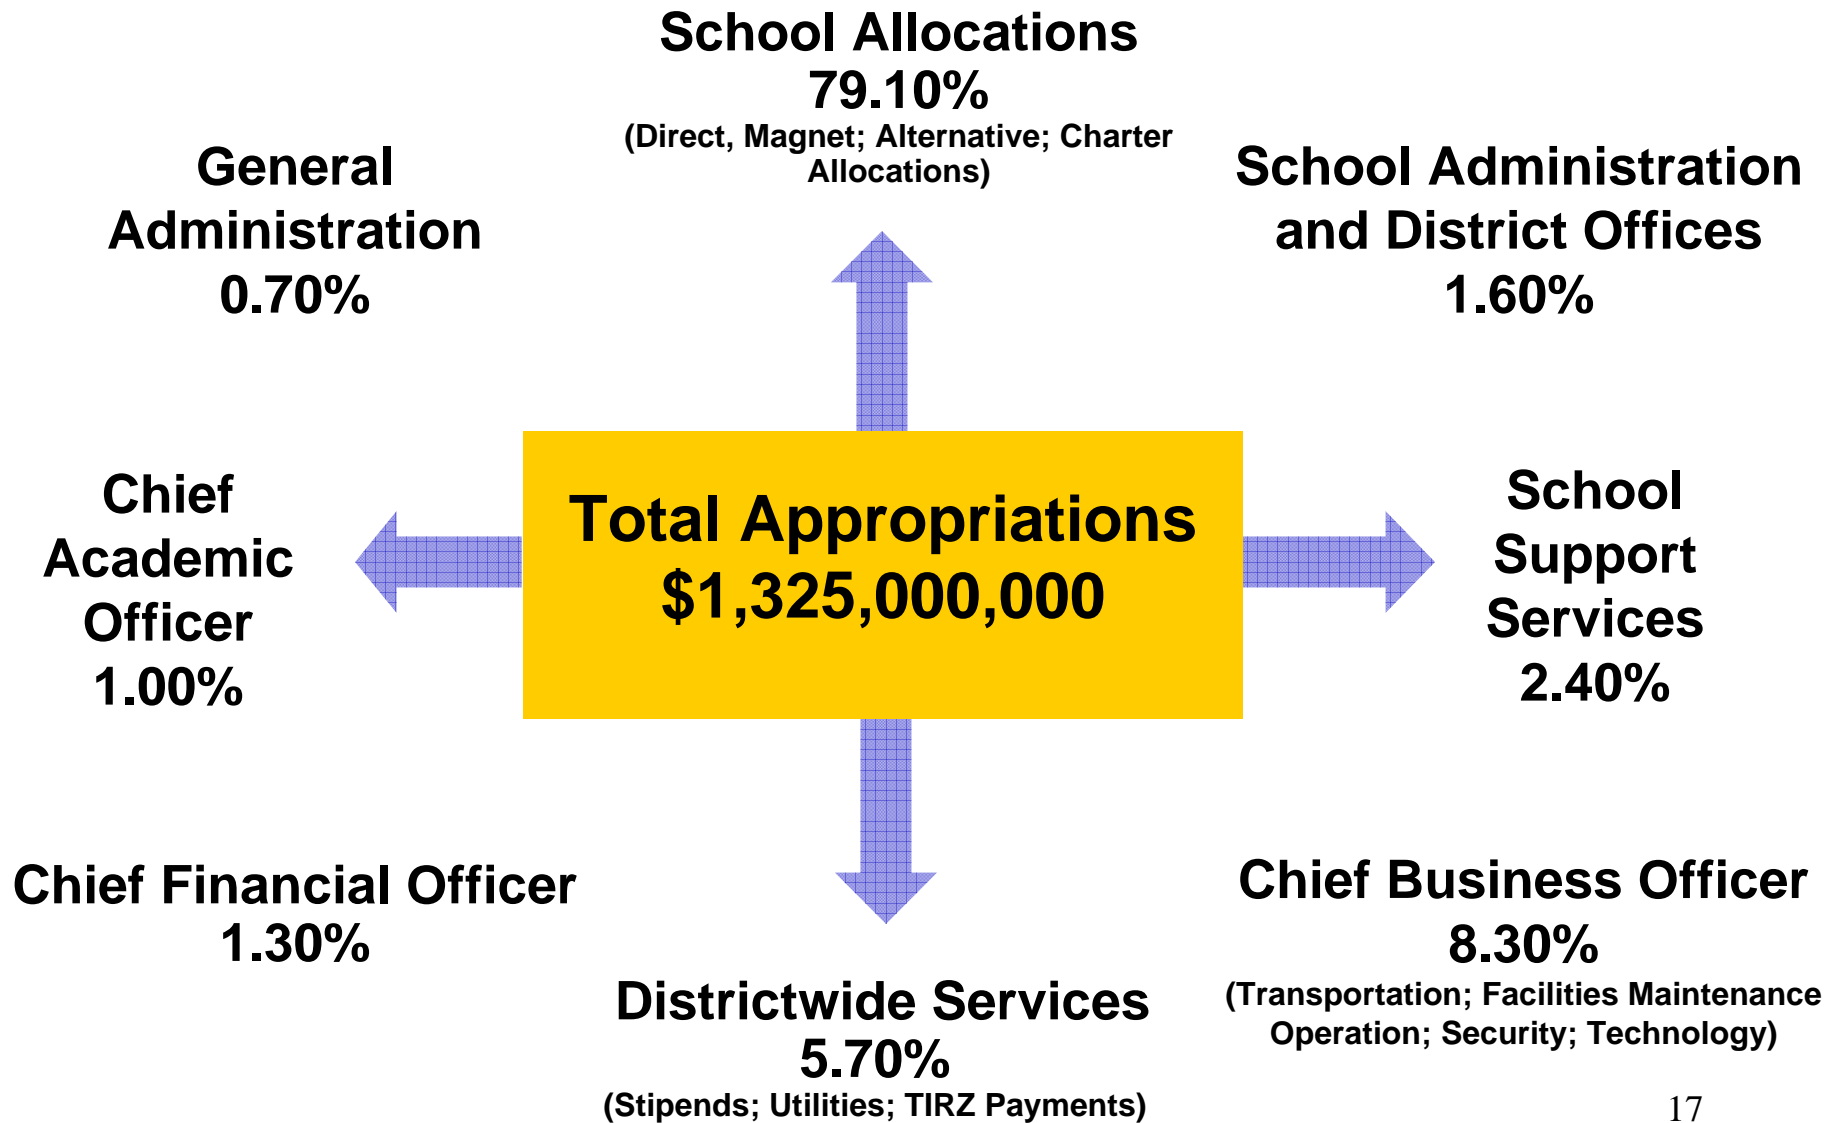 School Allocations
79.10%
(Direct, Magnet; Alternative; Charter
Allocations)
General
Administration
0.70%
School Administration
and District Offices
1.60%
Chief
Academic
Officer
1.00%
Total Appropriations
$1,325,000,000
School
Support
Services
2.40%
Chief Financial Officer
1.30%
Districtwide Services
5.70%
(Stipends; Utilities; TIRZ Payments)
Chief Business Officer
8.30%
(Transportation; Facilities Maintenance
Operation; Security; Technology)
17